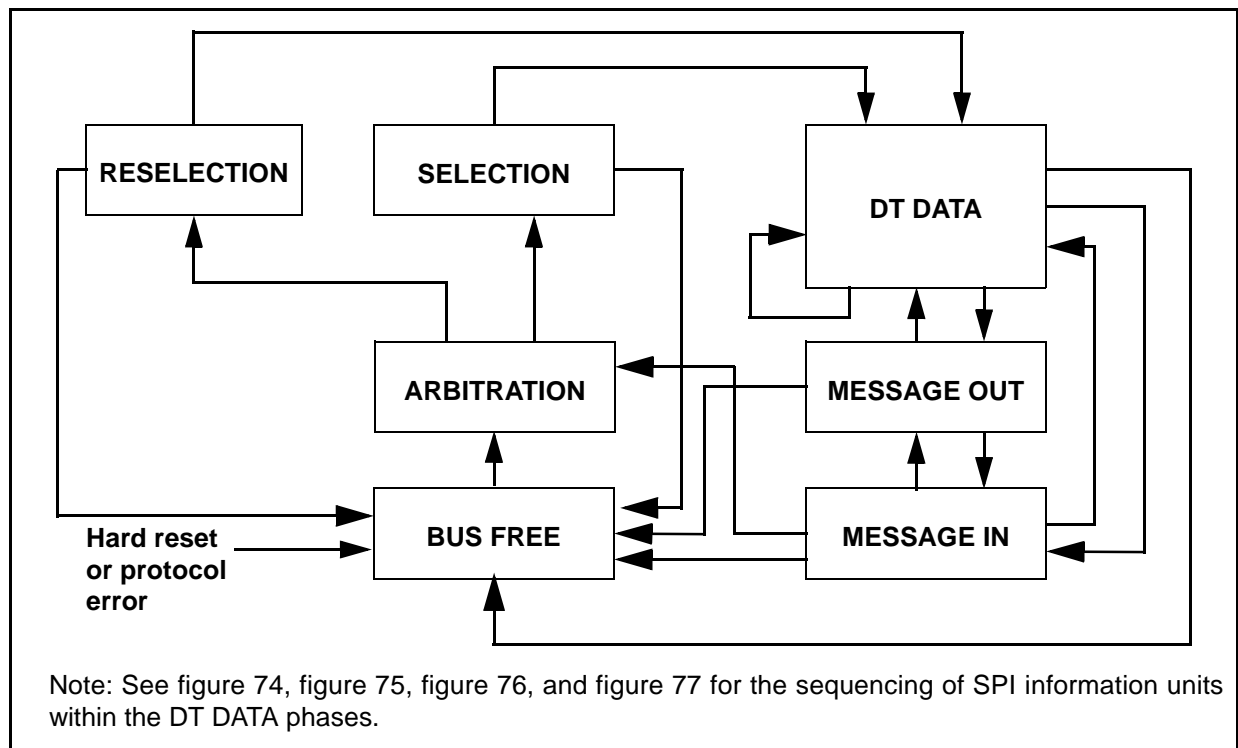 RESELECTION
SELECTION
DT DATA
ARBITRATION
MESSAGE OUT
BUS FREE
MESSAGE IN
Hard reset
or protocol
error
Note: See figure 74, figure 75, figure 76, and figure 77 for the sequencing of SPI information units
within the DT DATA phases.